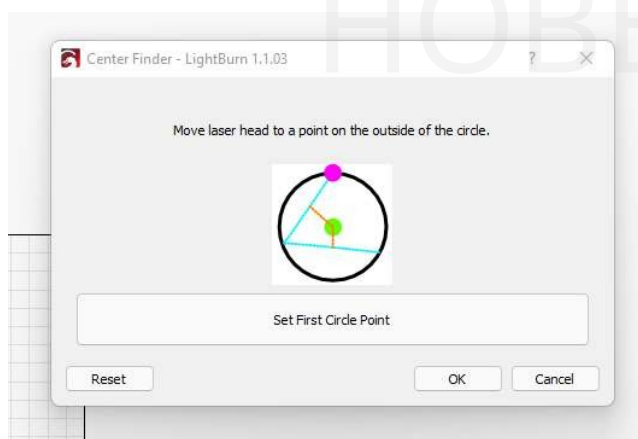 Center Finder - LightBurn 1.1.03
?
Move laser head to a point on the outside of the circle.
Set First Circle Point
Reset
OK
Cancel